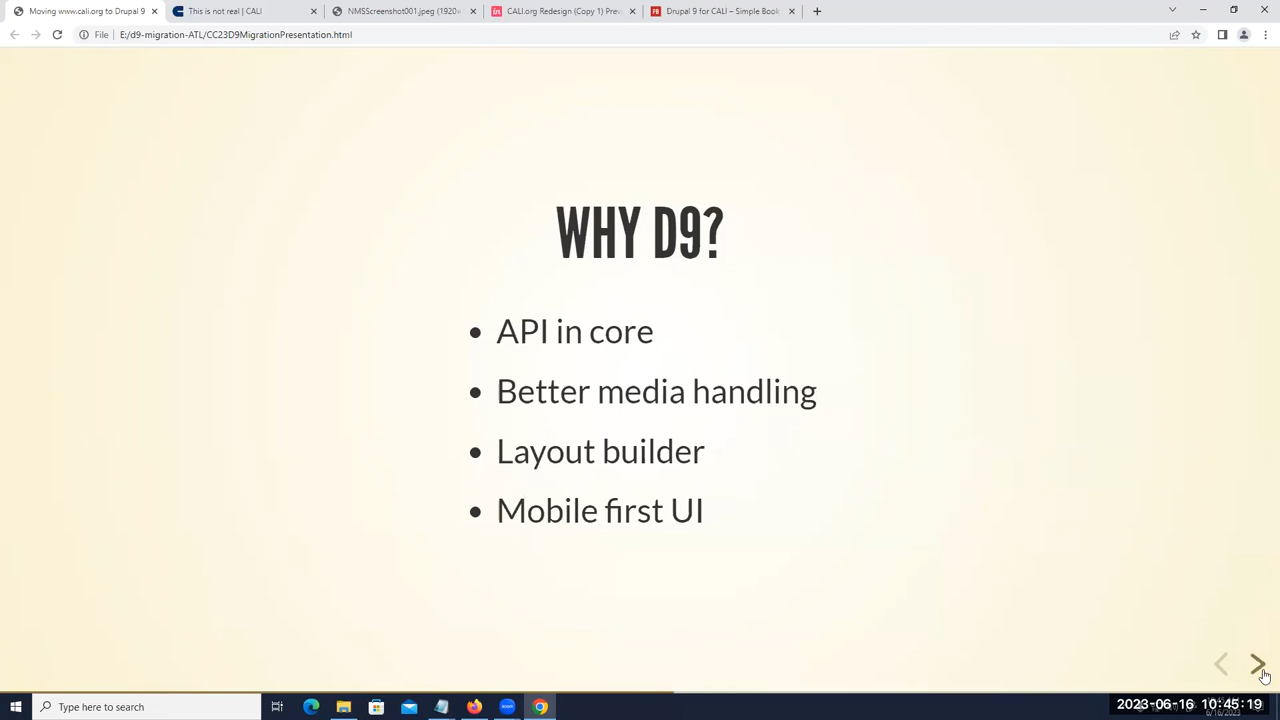 Moving www.cali.org to Drupal 9
This is not real | CALI
NMSScreenshot001.jpeg (1920×
CALI.org Redesign (Copy 1) Prev
Drupal 9 for CALI – Simple Book
File
E:/d9-migration-ATL/CC23D9MigrationPresentation.html
WHY D9?
API in core
Better media handling
Layout builder
Mobile first UI
Type here to search
2023-06-16 10:45:19